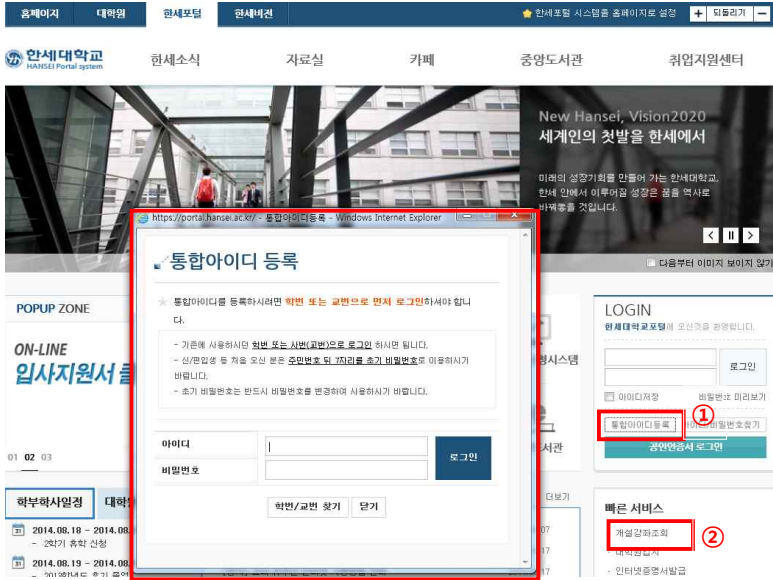 홈페이지 대학원 한세포털 한세비전 한세포털 시스템을 홈페이지로 설정 + 되돌리기 −
한세대학교
HANSEI Portal system
한세소식 자료실 카페 중앙도서관 취업지원센터
New Hansei, Vision2020
세계인의 첫발을 한세에서
미래의 성장기회를 만들어 가는 한세대학교.
한세 안에서 이루어질 성장은 꿈을 역사로
바꿔놓을 것입니다.
다음부터 이미지 보이지 않기
https://portal.hansei.ac.kr/ - 통합아이디등록 - Windows Internet Explorer
통합아이디 등록
통합아이디를 등록하시려면 학번 또는 교번으로 먼저 로그인하셔야 합니
다.
- 기존에 사용하시던 학번 또는 사번(교번)으로 로그인 하시면 됩니다.
- 신/편입생 등 처음 오신 분은 주민번호 뒤 7자리를 초기 비밀번호로 이용하시기
바랍니다.
- 초기 비밀번호는 반드시 비밀번호를 변경하여 사용하시기 바랍니다.
아이디
비밀번호
로그인
학번/교번 찾기 닫기
POPUP ZONE
ON-LINE
입사지원서
01 02 03
시스템
서관
LOGIN
한세대학교포털에 오신것을 환영합니다.
로그인
아이디저장 미리보기
①
통합아이디등록 비밀번호찾기
공인인증서 로그인
학부학사일정 대학
2014.08.18 - 2014.08.
- 2학기 휴학 신청
2014.08.19 - 2014.08.
더보기
빠른 서비스
개설강좌조회
②
- 인터넷증명서발급